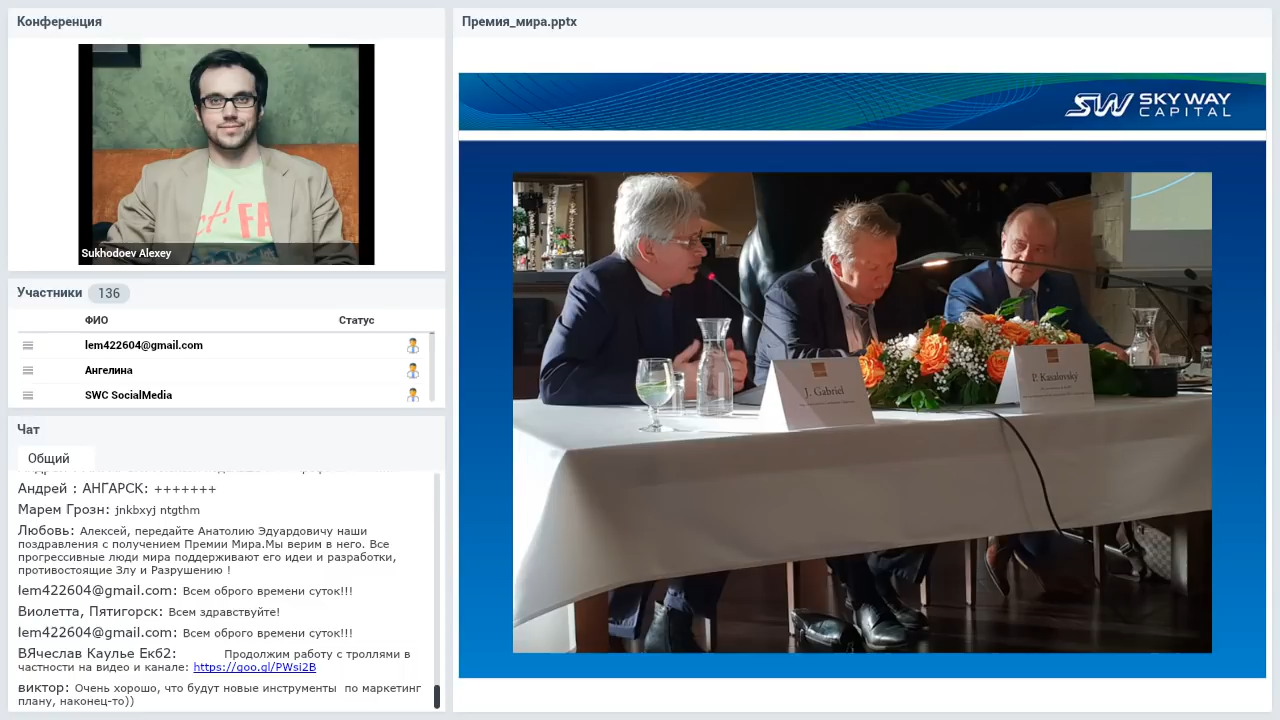 Конференция
Sukhodoev Alexey
Участники 136
ФИО Статус
lem422604@gmail.com
Ангелина
SWC SocialMedia
Чат
Общий
Андрей : АНГАРСК: +++++++
Марем Грозн: jnkbxyj ntgthm
Любовь: Алексей, передайте Анатолию Эдуардовичу наши
поздравления с получением Премии Мира.Мы верим в него. Все
прогрессивные люди мира поддерживают его идеи и разработки,
противостоящие Злу и Разрушению !
lem422604@gmail.com: Всем оброго времени суток!!!
Виолетта, Пятигорск: Всем здравствуйте!
lem422604@gmail.com: Всем оброго времени суток!!!
ВЯчеслав Каулье Екб2: Продолжим работу с троллями в
частности на видео и канале: https://goo.gl/PWsi2B
виктор: Очень хорошо, что будут новые инструменты по маркетинг
плану, наконец-то))
Премия_мира.pptx
SW SKY WAY
CAPITAL
J. Gabriel
P. Kasalovský